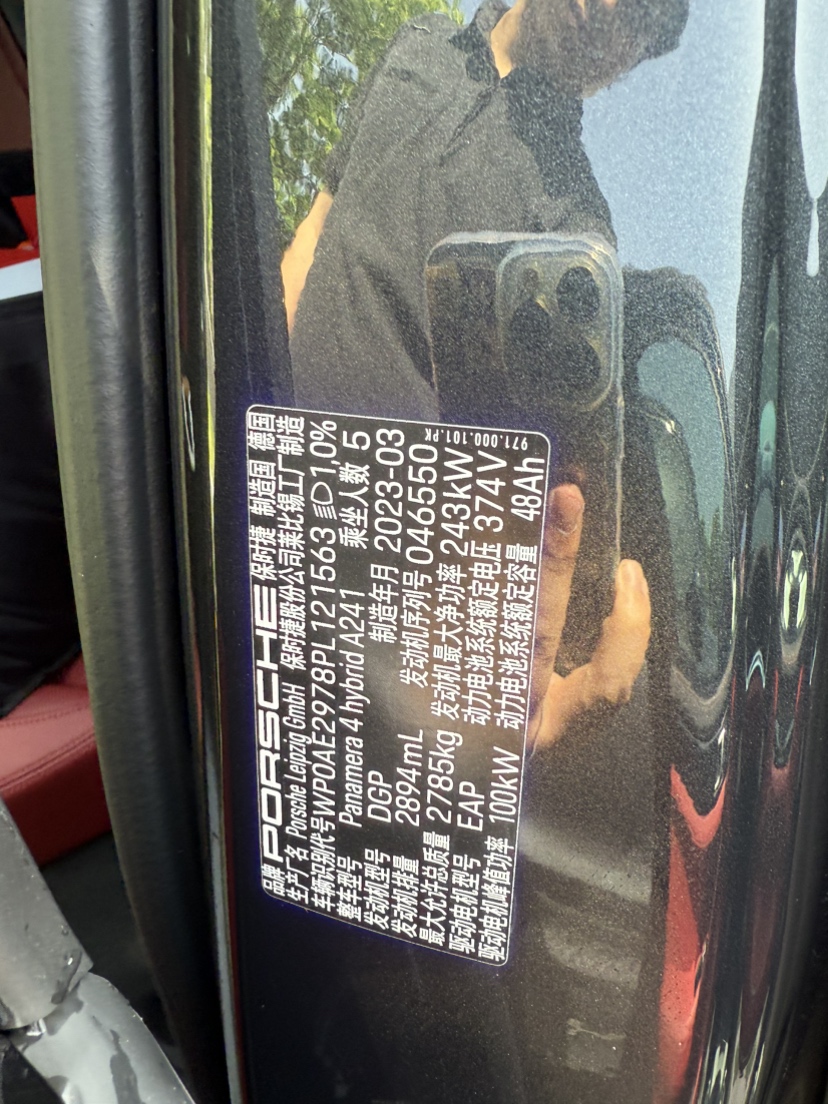 971.000.101.PK
品牌 PORSCHE 保时捷 制造国 德国
生产厂名 Porsche Leipzig GmbH 保时捷股份公司莱比锡工厂制造
车辆识别代号WP0AE2978PL121563 1,0%
整车型号 Panamera 4 hybrid A241 乘坐人数 5
发动机型号 DGP 制造年月 2023-03
发动机排量 2894mL 发动机序列号 046550
最大允许总质量 2785kg 发动机最大净功率 243kW
驱动电机型号 EAP 动力电池系统额定电压 374V
驱动电机峰值功率 100kW 动力电池系统额定容量 48Ah